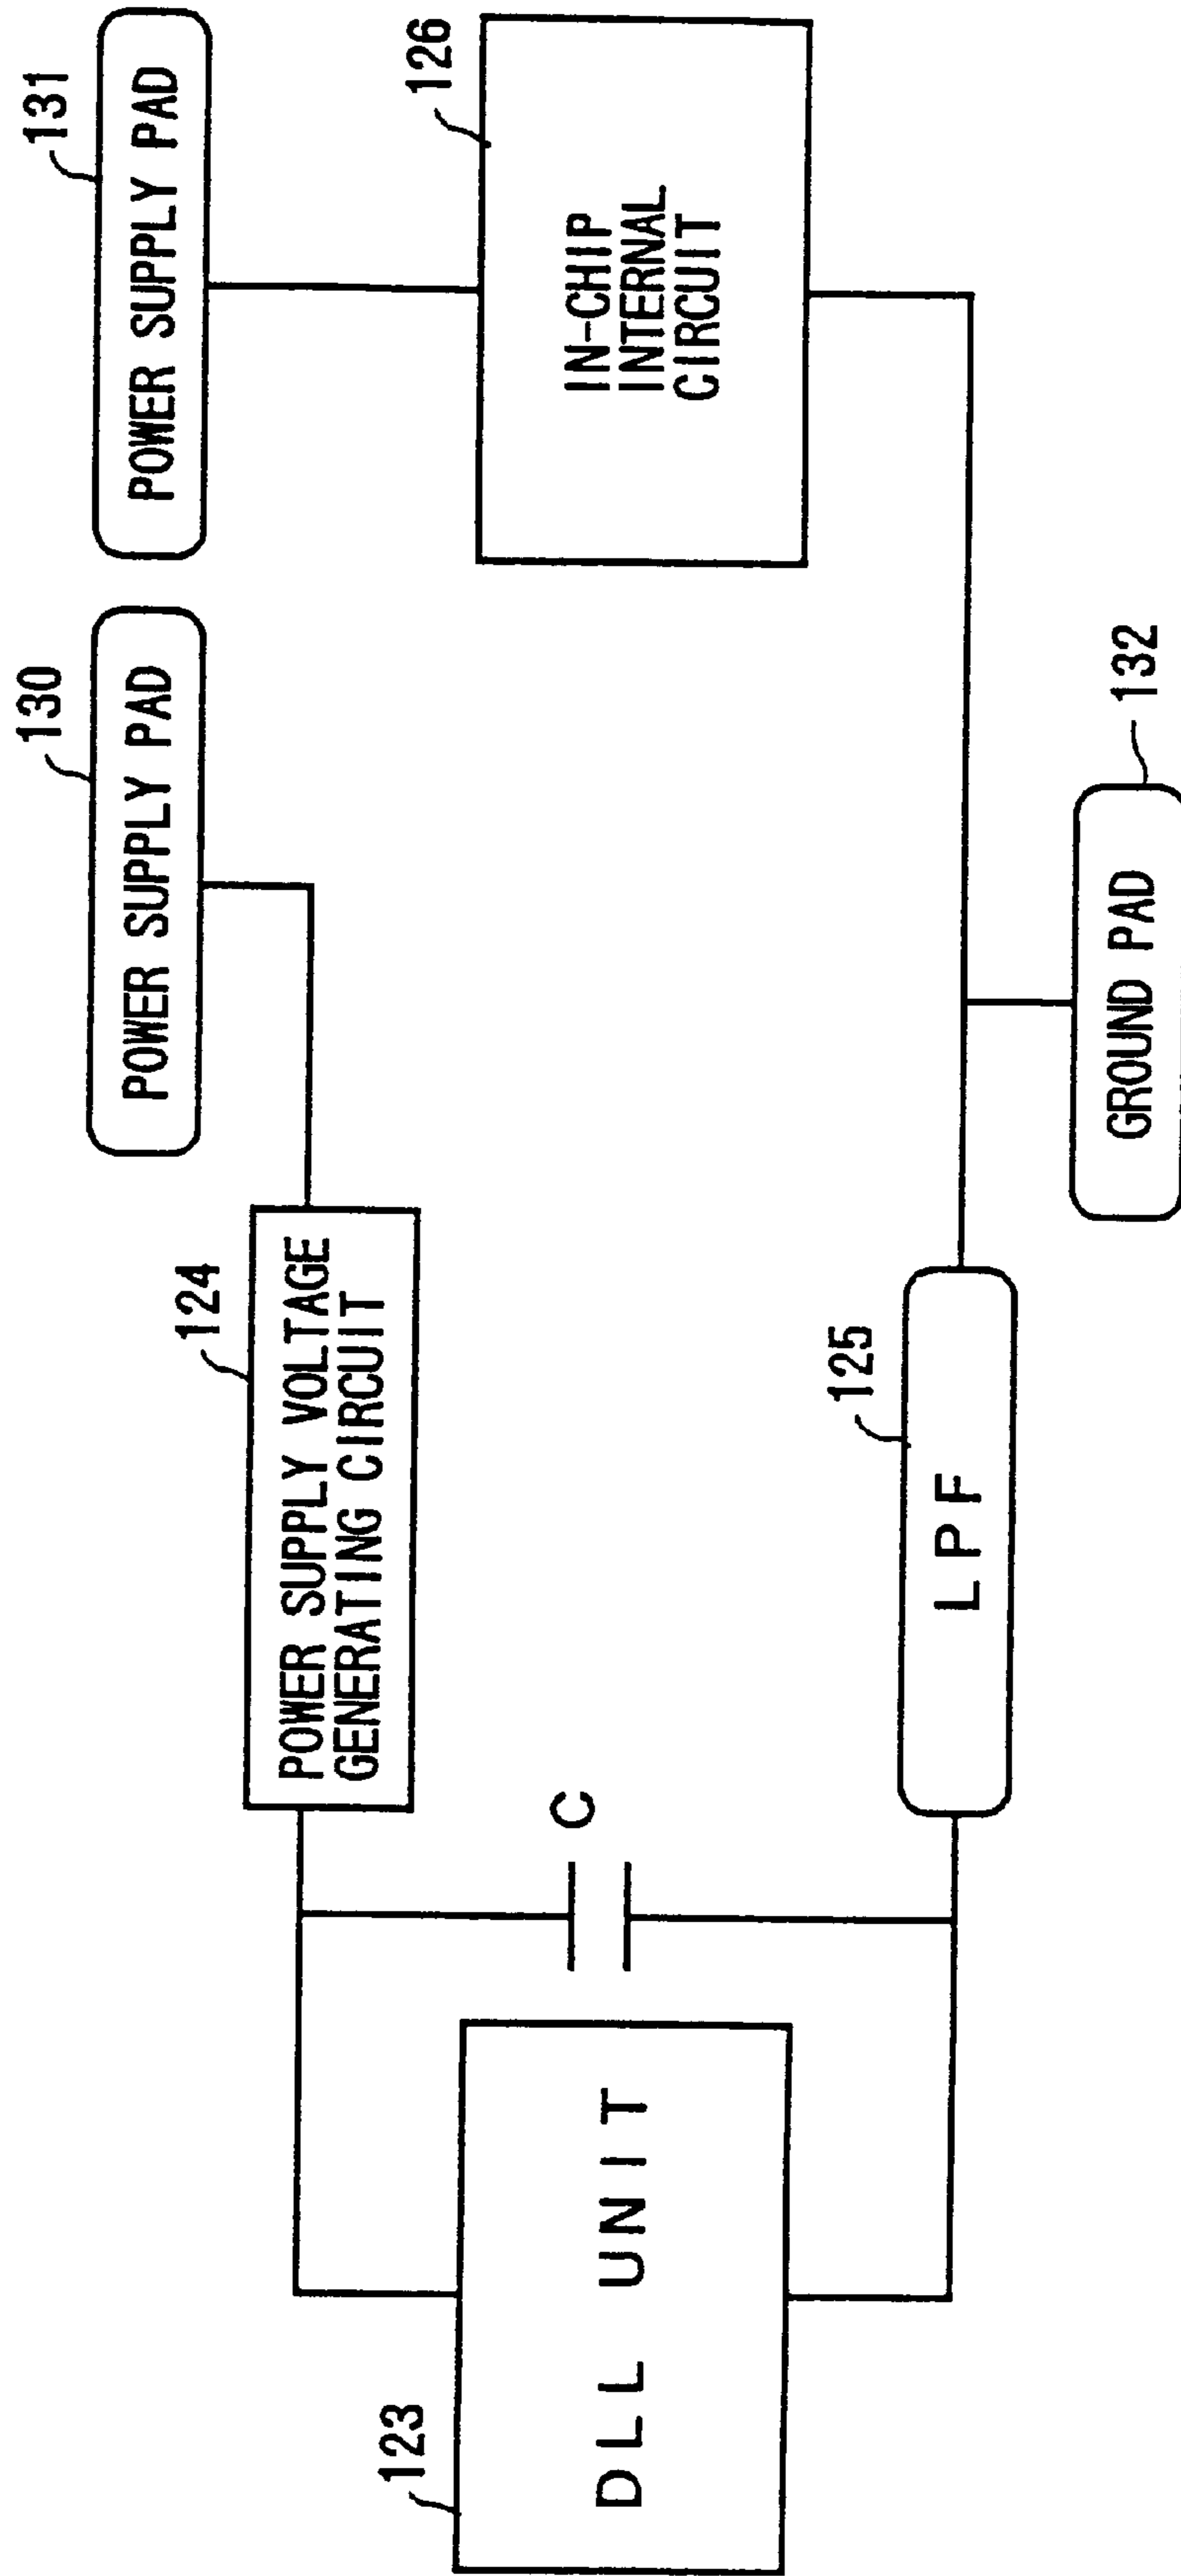 130
POWER SUPPLY PAD
131
POWER SUPPLY PAD
124
POWER SUPPLY VOLTAGE
GENERATING CIRCUIT
126
IN-CHIP
INTERNAL
CIRCUIT
123
DLL UNIT
C
125
LPF
GROUND PAD
132